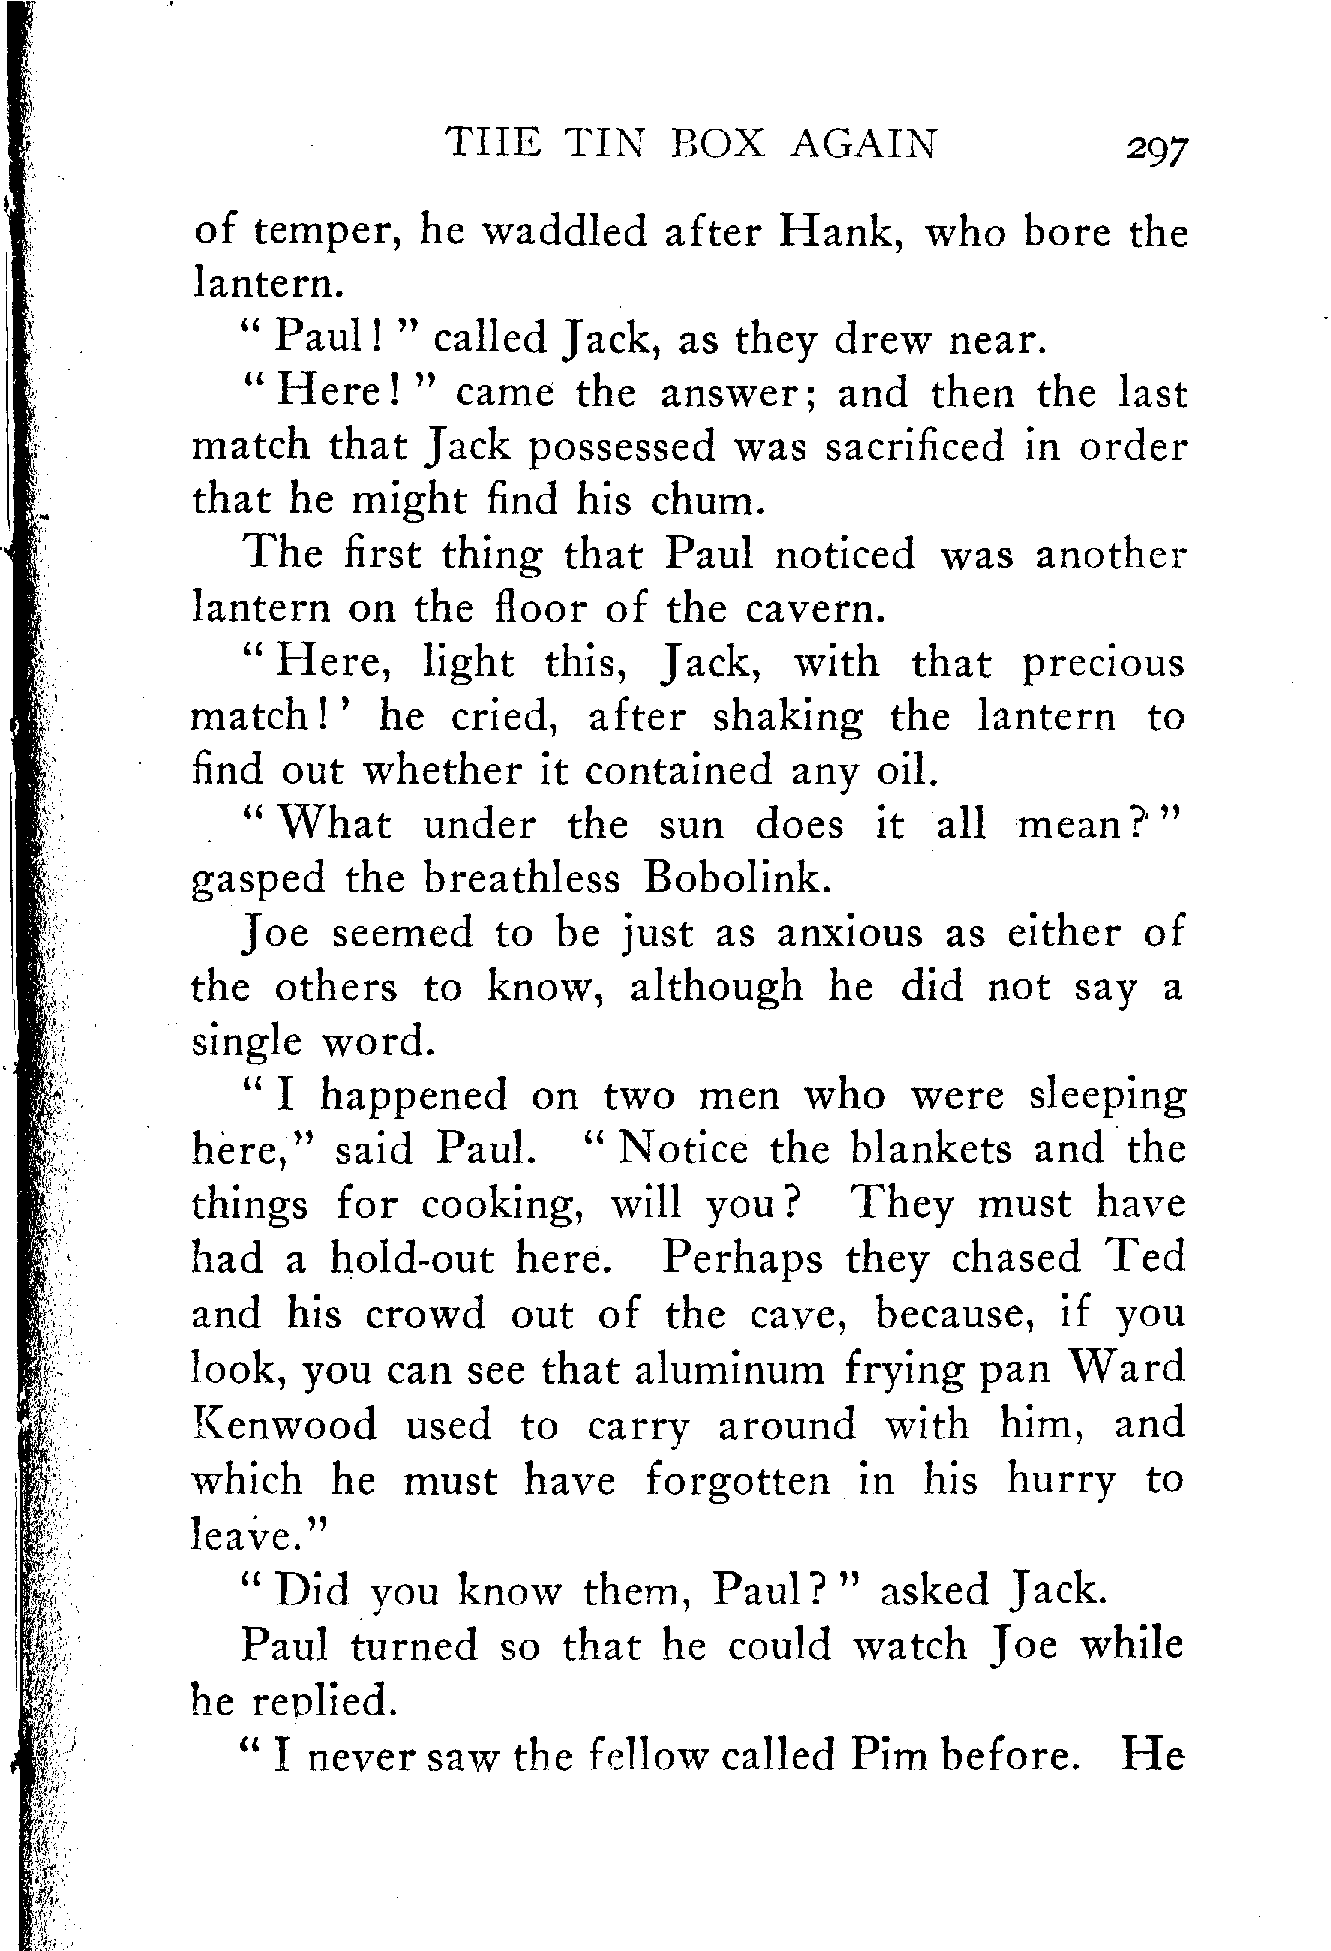 THE TIN BOX AGAIN 297
of temper, he waddled after Hank, who bore the
lantern.
" Paul! " called Jack, as they drew near.
" Here! " came the answer; and then the last
match that Jack possessed was sacrificed in order
that he might find his chum.
The first thing that Paul noticed was another
lantern on the floor of the cavern.
" Here, light this, Jack, with that precious
match! ' he cried, after shaking the lantern to
find out whether it contained any oil.
" What under the sun does it all mean? "
gasped the breathless Bobolink.
Joe seemed to be just as anxious as either of
the others to know, although he did not say a
single word.
" I happened on two men who were sleeping
here," said Paul. " Notice the blankets and the
things for cooking, will you? They must have
had a hold-out here. Perhaps they chased Ted
and his crowd out of the cave, because, if you
look, you can see that aluminum frying pan Ward
Kenwood used to carry around with him, and
which he must have forgotten in his hurry to
leave."
" Did you know them, Paul? " asked Jack.
Paul turned so that he could watch Joe while
he replied.
" I never saw the fellow called Pim before. He